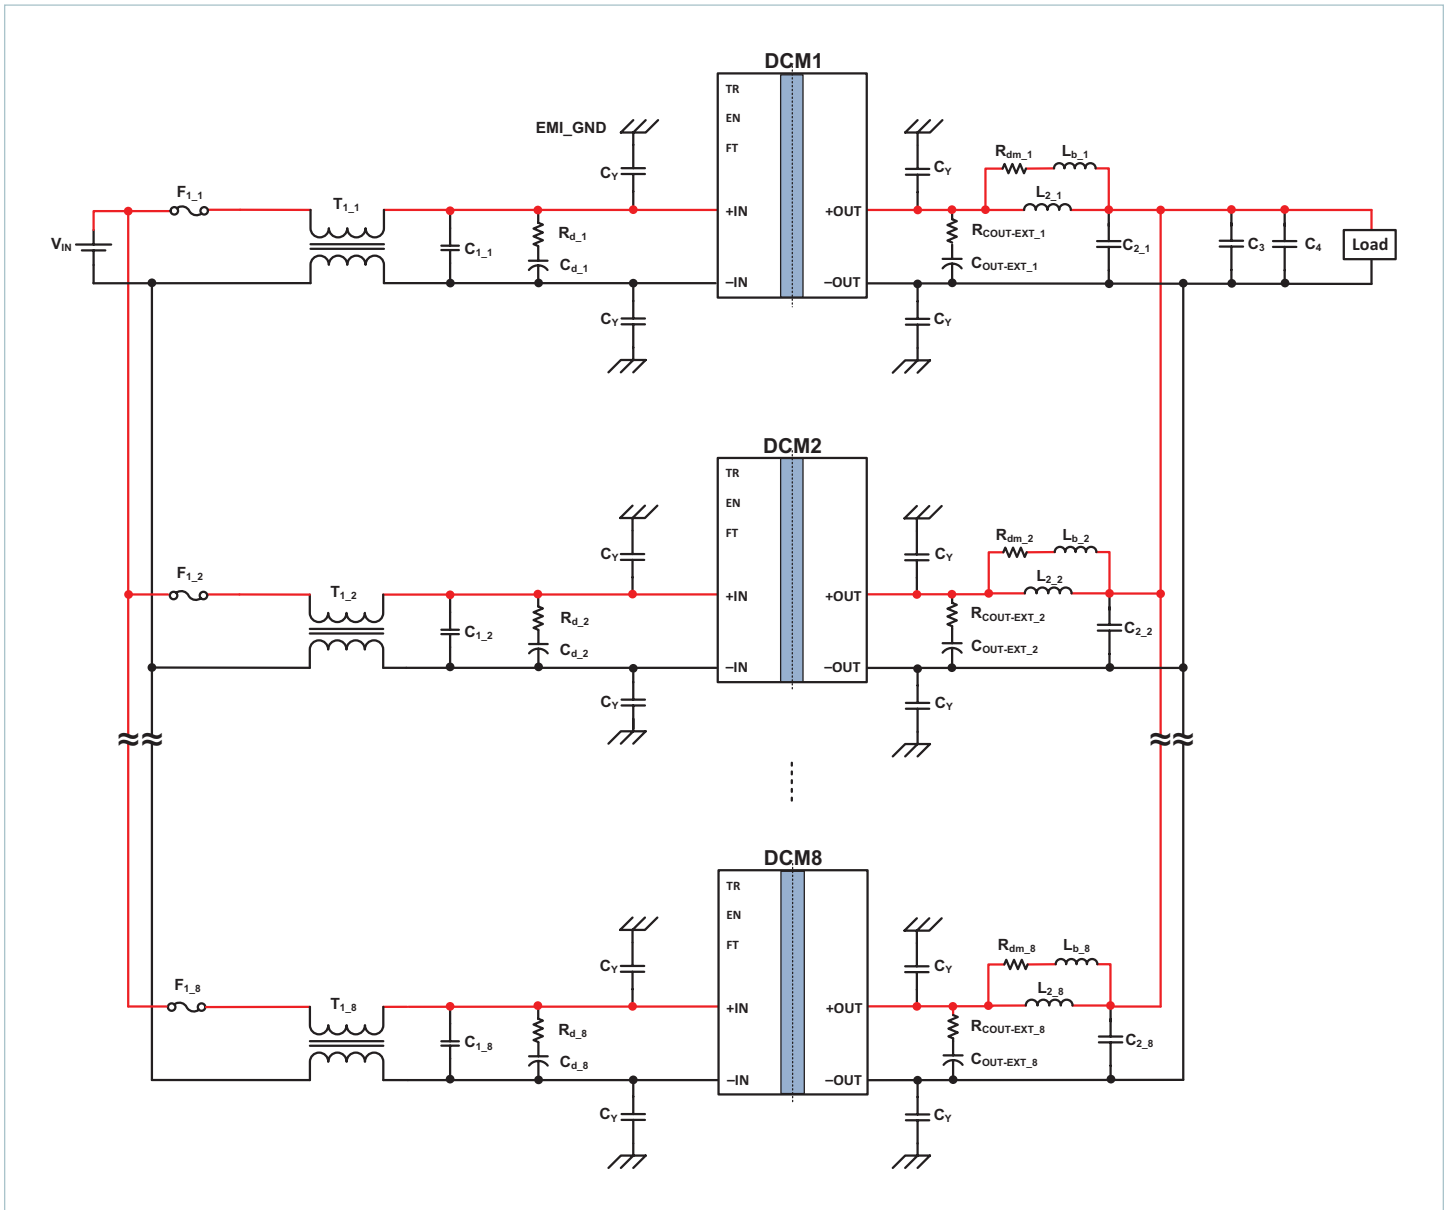 DCM1
TR
EN
FT
+IN
–IN
+OUT
–OUT
EMI_GND
CY
CY
CY
CY
F1_1
T1_1
VIN
C1_1
Rd_1
Cd_1
Rdm_1
Lb_1
L2_1
RCOUT-EXT_1
COUT-EXT_1
C2_1
C3
C4
Load
DCM2
TR
EN
FT
+IN
–IN
+OUT
–OUT
CY
CY
CY
CY
F1_2
T1_2
C1_2
Rd_2
Cd_2
Rdm_2
Lb_2
L2_2
RCOUT-EXT_2
COUT-EXT_2
C2_2
DCM8
TR
EN
FT
+IN
–IN
+OUT
–OUT
CY
CY
CY
CY
F1_8
T1_8
C1_8
Rd_8
Cd_8
Rdm_8
Lb_8
L2_8
RCOUT-EXT_8
COUT-EXT_8
C2_8